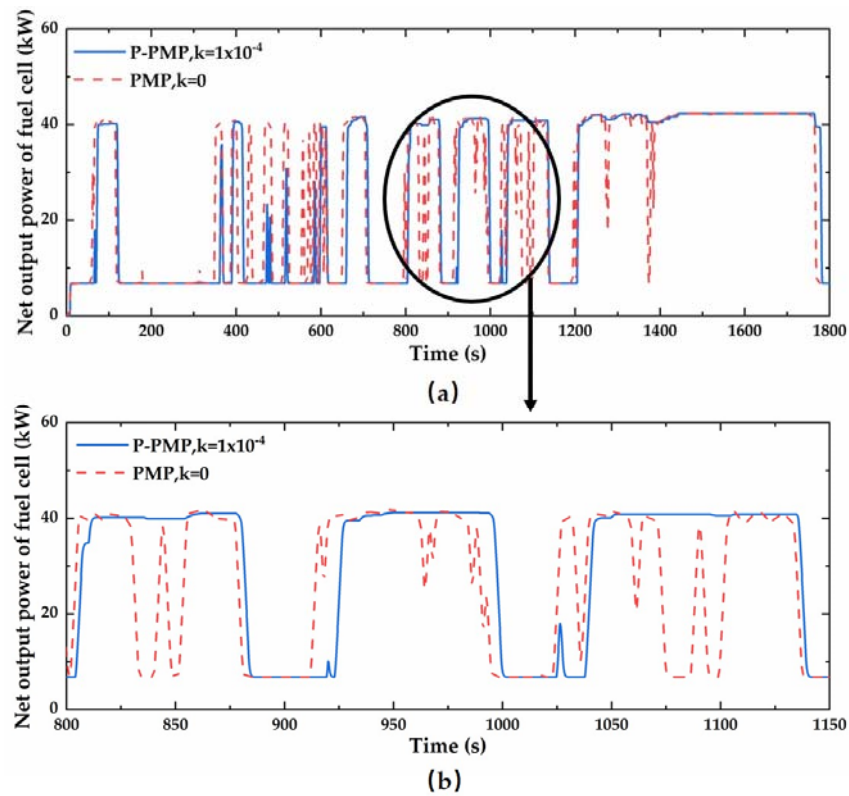 (a)
Net output power of fuel cell (kW)
60
40
20
0
P-PMP,k=1x10⁻⁴
PMP,k=0
0 200 400 600 800 1000 1200 1400 1600 1800
Time (s)
(a)
Net output power of fuel cell (kW)
60
40
20
0
P-PMP,k=1x10⁻⁴
PMP,k=0
800 850 900 950 1000 1050 1100 1150
Time (s)
(b)